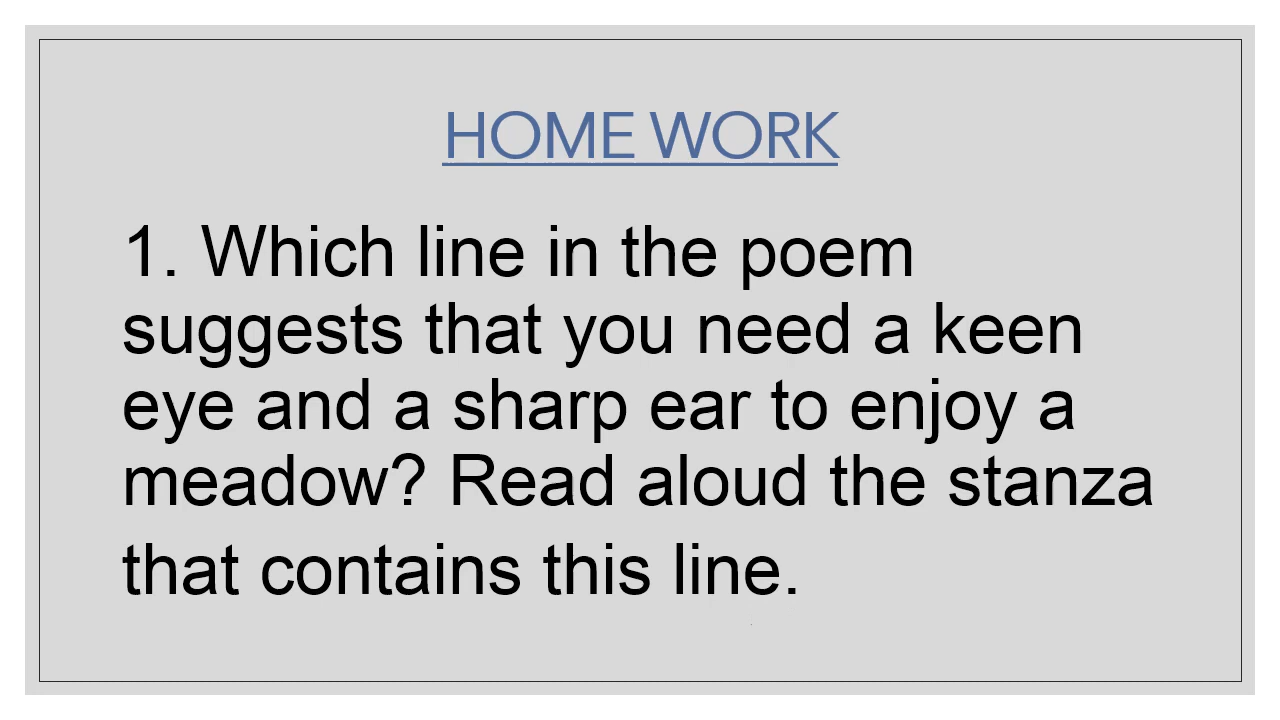 HOME WORK
1. Which line in the poem
suggests that you need a keen
eye and a sharp ear to enjoy a
meadow? Read aloud the stanza
that contains this line.